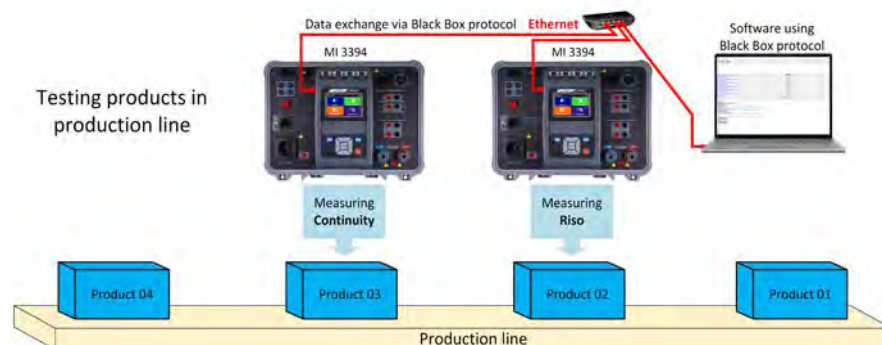 Data exchange via Black Box protocol Ethernet
MI 3394
MI 3394
Software using
Black Box protocol
Testing products in
production line
Measuring
Continuity
Measuring
Riso
Product 04
Product 03
Product 02
Product 01
Production line